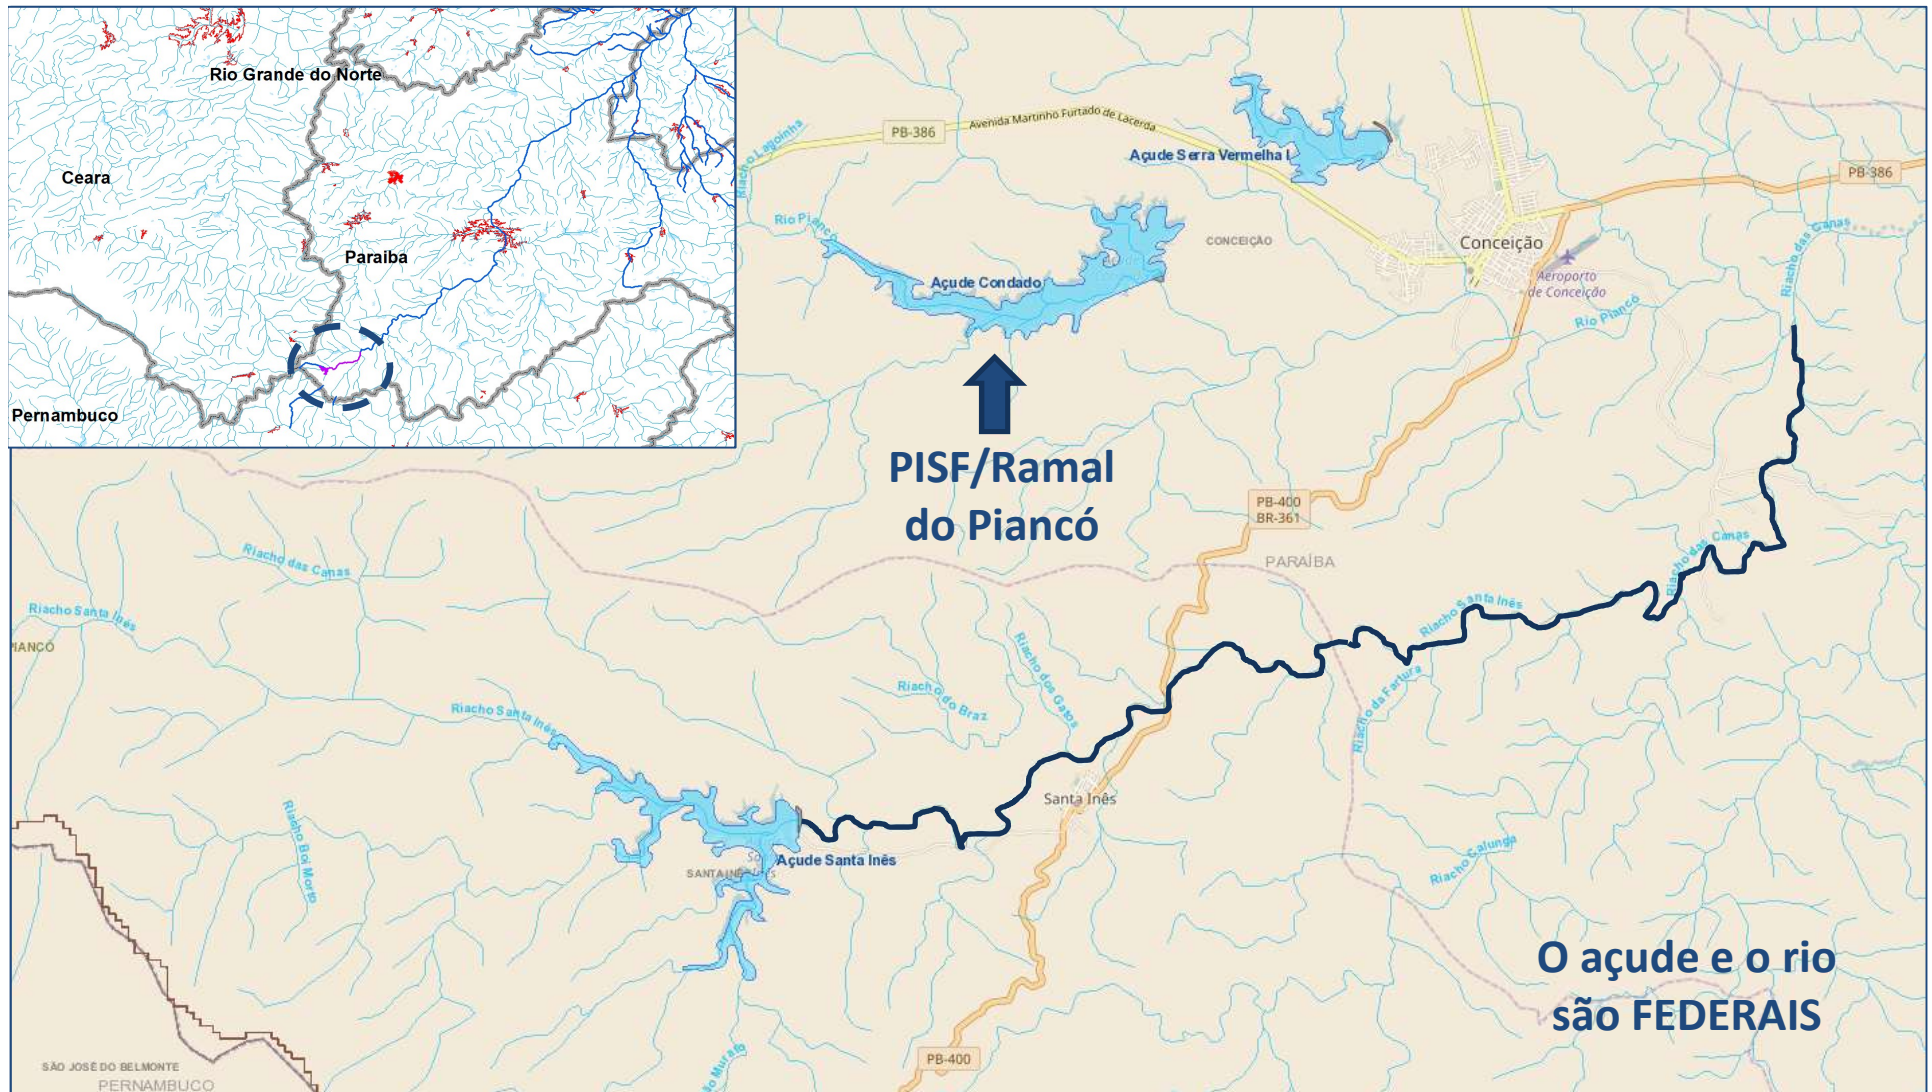 Rio Grande do Norte
Ceara
Paraiba
Pernambuco
Riacho Lagoinha
PB-386
Avenida Martinho Furtado de Lacerda
Açude Serra Vermelha I
PB-386
Rio Piancó
Açude Condado
CONCEIÇÃO
Conceição
Aeroporto
de Conceição
Rio Piancó
Riacho das Canas
PISF/Ramal
do Piancó
PB-400
BR-361
PARAÍBA
Riacho das Canas
Riacho das Canas
Riacho Santa Inês
PIANCÓ
Riacho Santa Inês
Riacho dos Gatos
Riacho do Braz
Riacho da Fartura
Riacho Santa Inês
Santa Inês
Riacho Boi Morto
Açude Santa Inês
SANTA INÊS
Riacho Calunga
O açude e o rio
são FEDERAIS
PB-400
SÃO JOSÉ DO BELMONTE
PERNAMBUCO